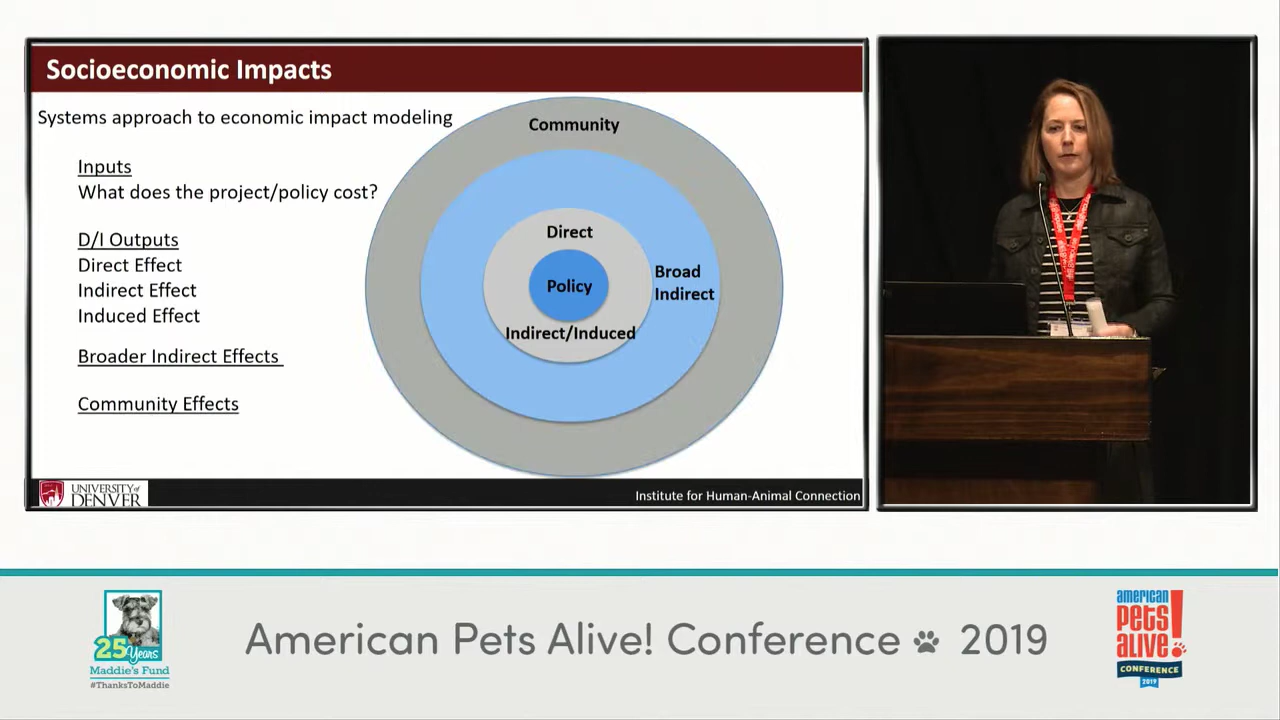 Socioeconomic Impacts
Systems approach to economic impact modeling
Inputs
What does the project/policy cost?
D/I Outputs
Direct Effect
Indirect Effect
Induced Effect
Broader Indirect Effects
Community Effects
Community
Direct
Policy
Broad
Indirect
Indirect/Induced
UNIVERSITY of
DENVER
Institute for Human-Animal Connection
25 Years
Maddie's Fund
#ThanksToMaddie
American Pets Alive! Conference 2019
american
pets
alive!
CONFERENCE
2019